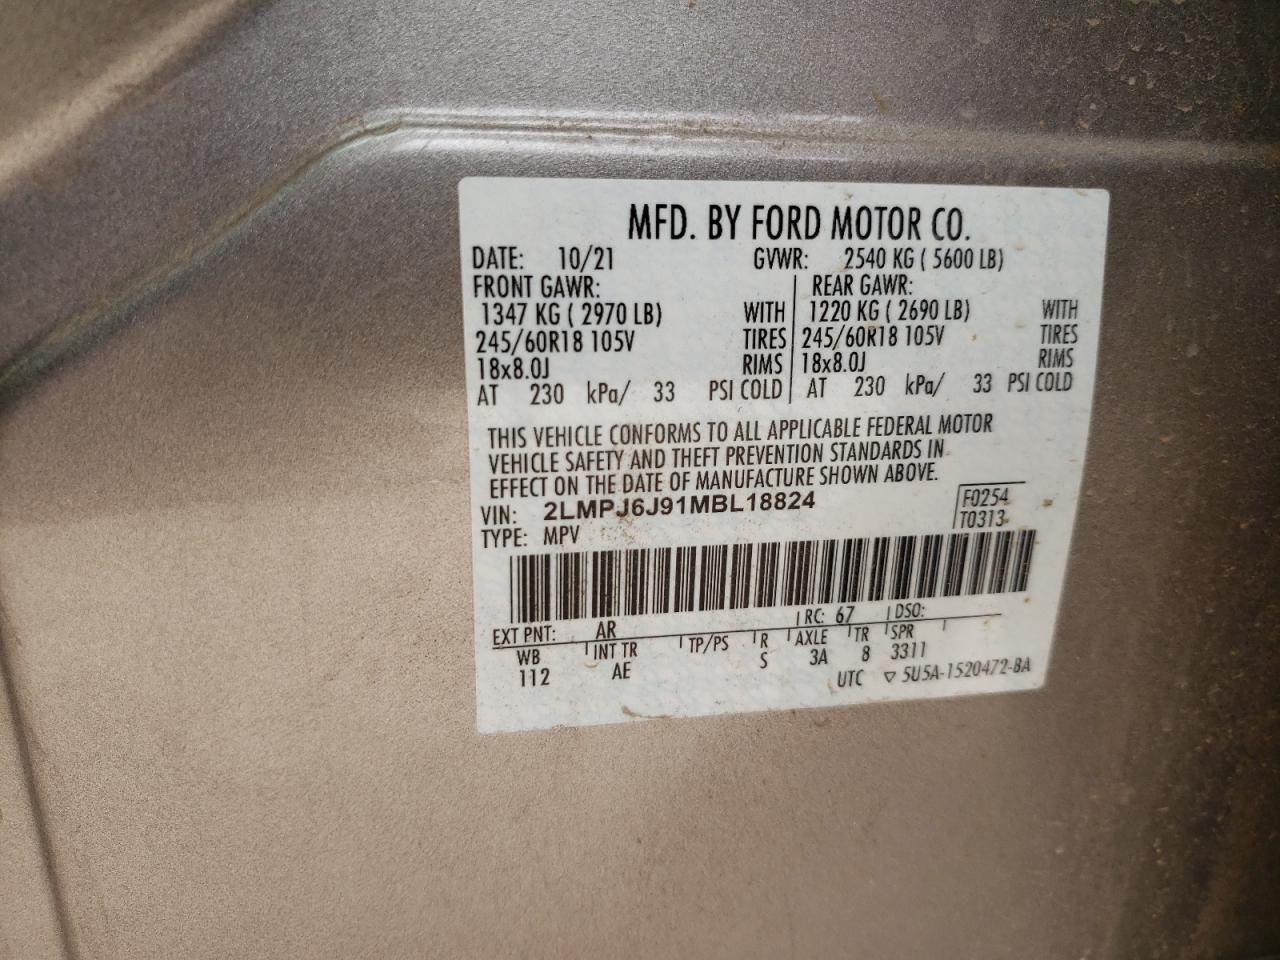 MFD. BY FORD MOTOR CO.
DATE: 10/21 GVWR: 2540 KG ( 5600 LB)
FRONT GAWR: REAR GAWR:
1347 KG ( 2970 LB) WITH 1220 KG ( 2690 LB) WITH
245/60R18 105V TIRES 245/60R18 105V TIRES
18x8.0J RIMS 18x8.0J RIMS
AT 230 kPa/ 33 PSI COLD AT 230 kPa/ 33 PSI COLD
THIS VEHICLE CONFORMS TO ALL APPLICABLE FEDERAL MOTOR
VEHICLE SAFETY AND THEFT PREVENTION STANDARDS IN
EFFECT ON THE DATE OF MANUFACTURE SHOWN ABOVE.
VIN: 2LMPJ6J91MBL18824 F0254
TYPE: MPV T0313
EXT PNT: AR RC: 67 DSO:
WB INT TR TP/PS R AXLE TR SPR
112 AE S 3A 8 3311
UTC ▽ 5U5A-1520472-BA